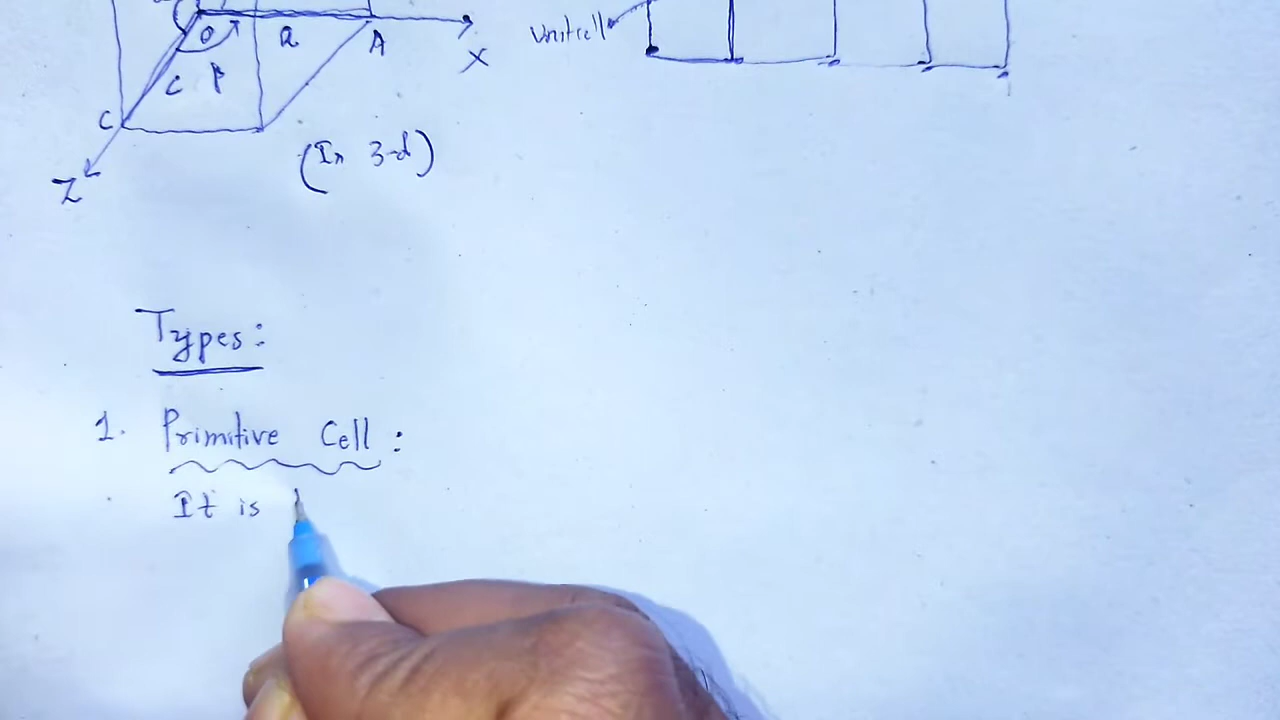 O a A X
C β
C
Z
(In 3-d)
Unitcell
Types:
1. Primitive Cell:
It is